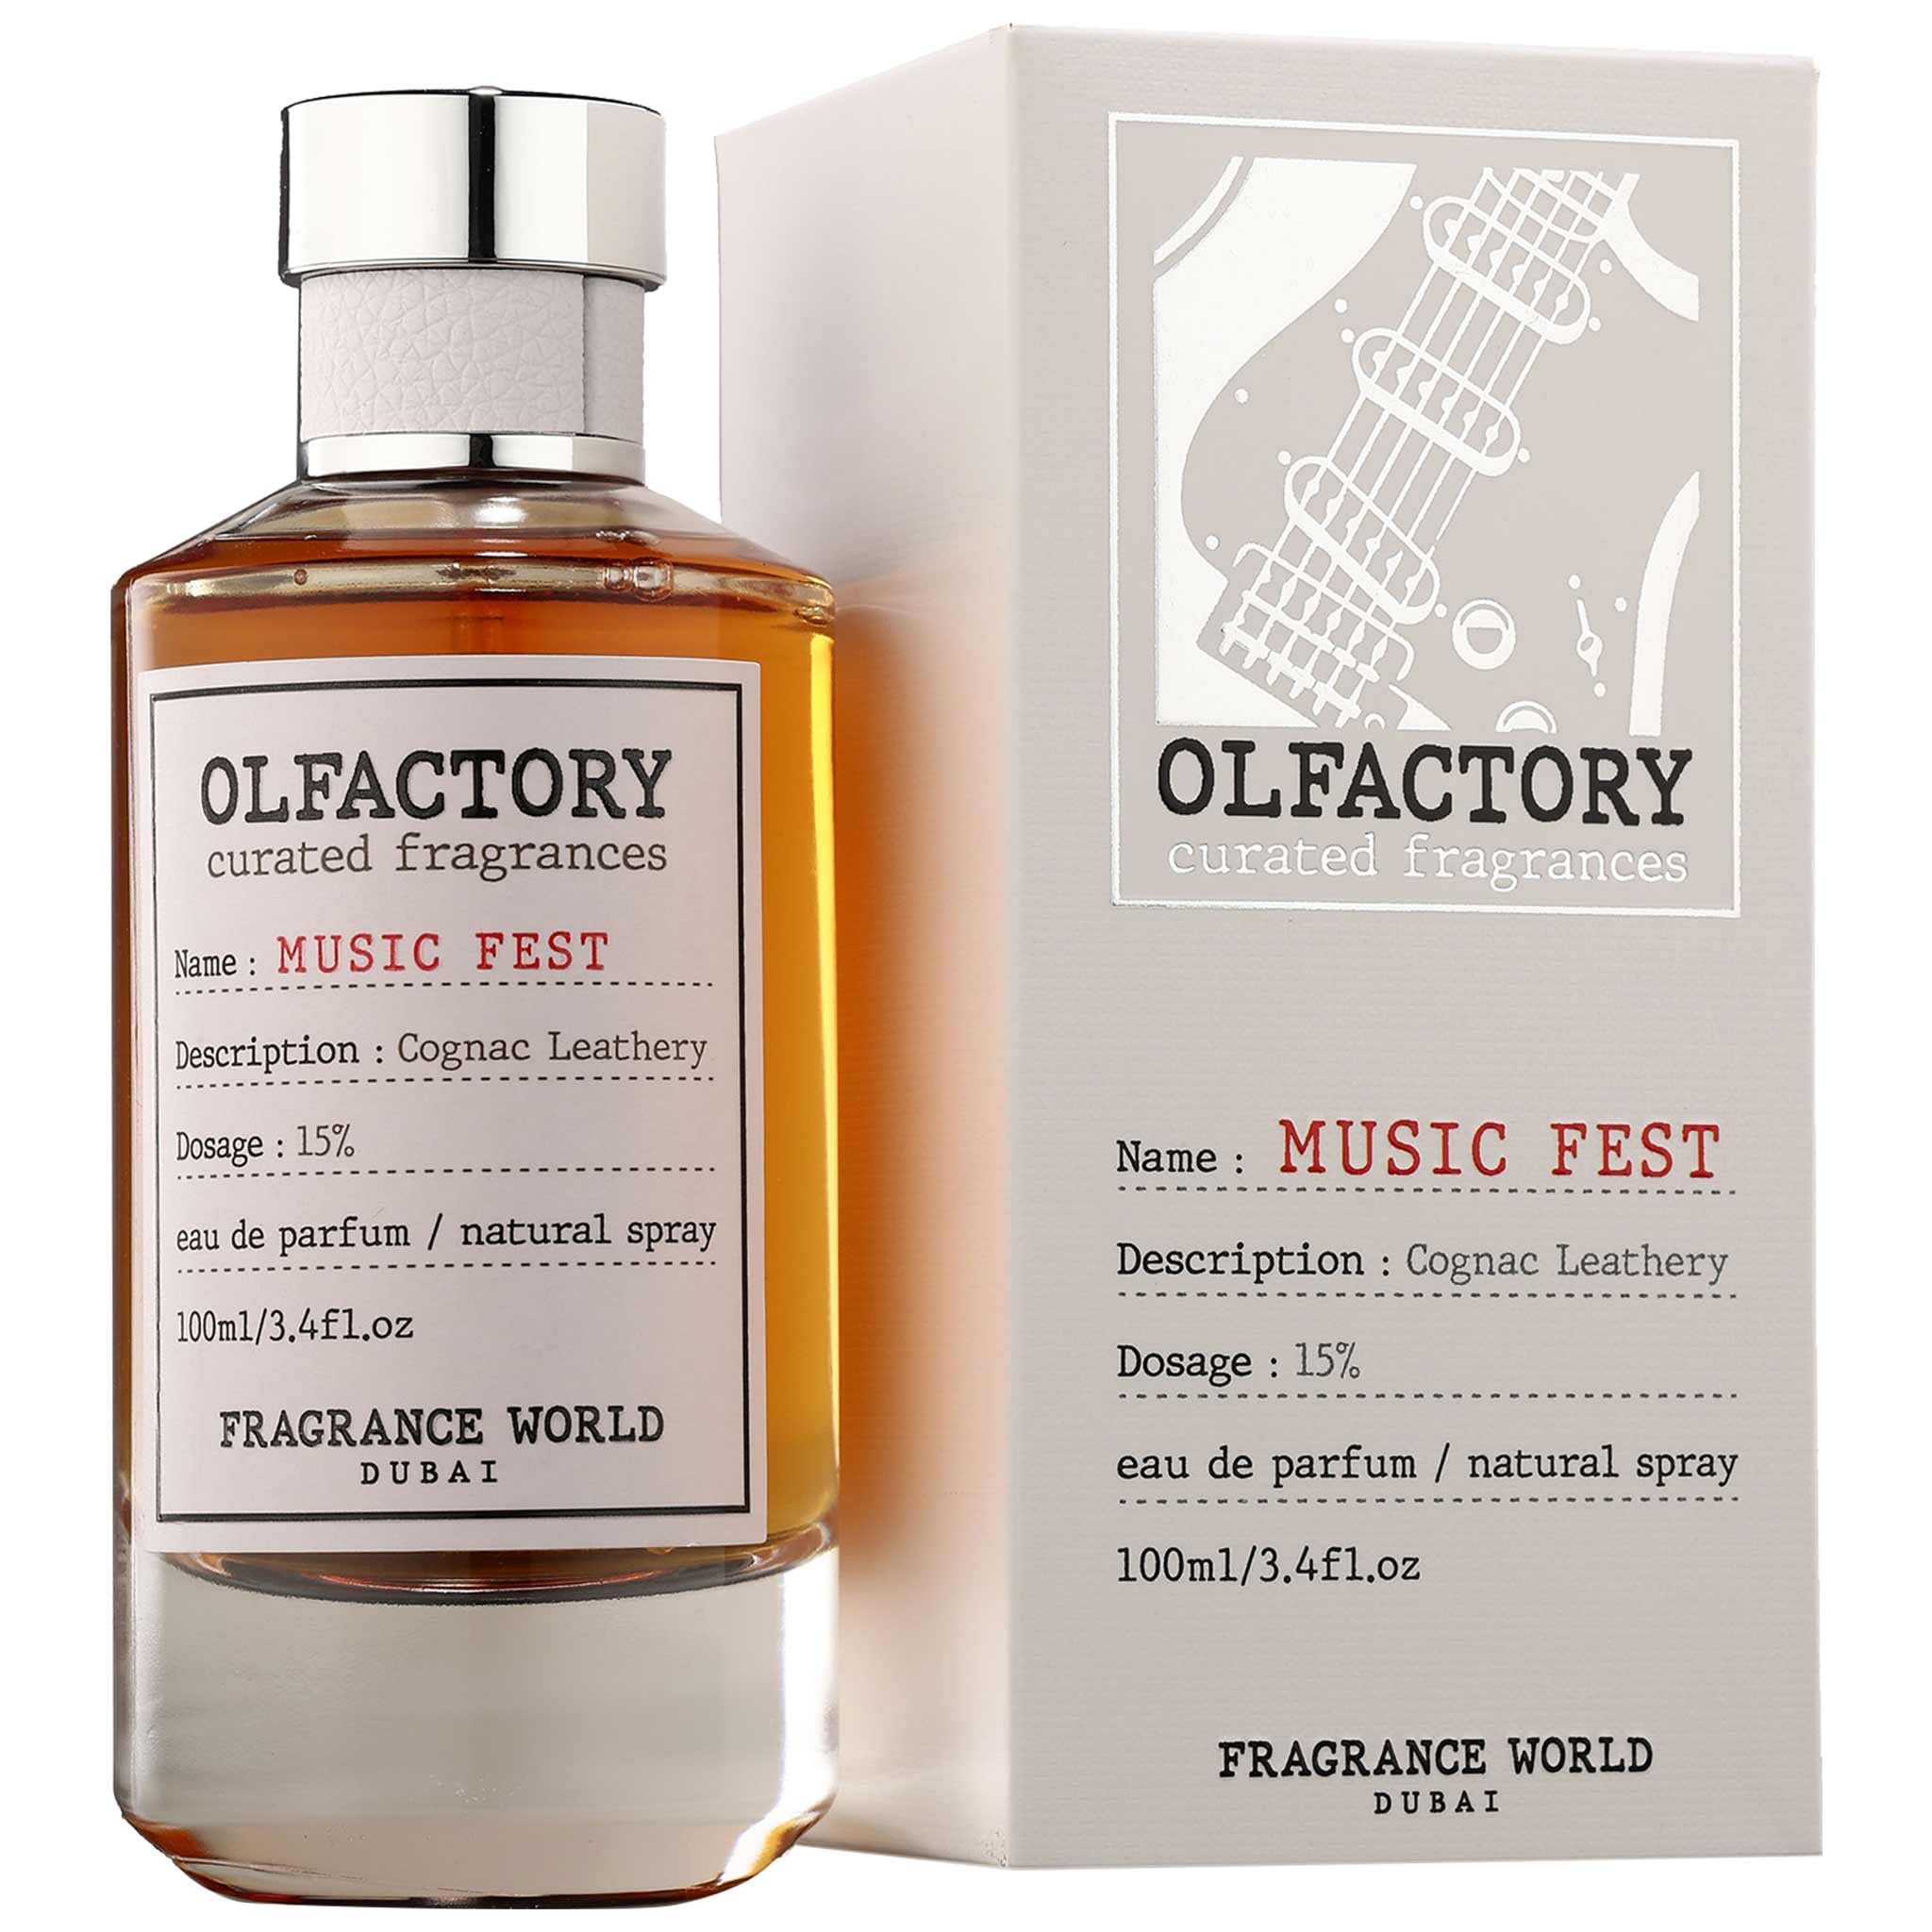 OLFACTORY
curated fragrances
Name : MUSIC FEST
Description : Cognac Leathery
Dosage : 15%
eau de parfum / natural spray
100ml/3.4fl.oz
FRAGRANCE WORLD
DUBAI
OLFACTORY
curated fragrances
Name : MUSIC FEST
Description : Cognac Leathery
Dosage : 15%
eau de parfum / natural spray
100ml/3.4fl.oz
FRAGRANCE WORLD
DUBAI